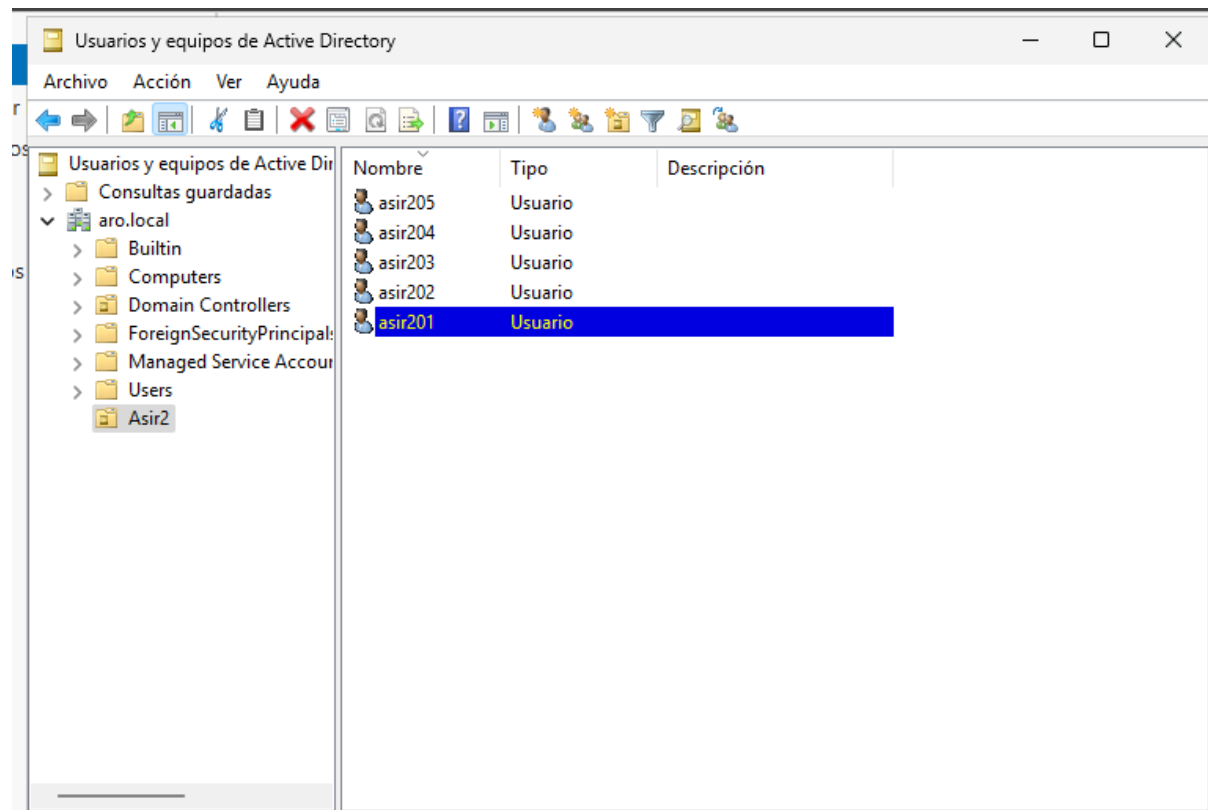 Usuarios y equipos de Active Directory
Archivo Acción Ver Ayuda
Usuarios y equipos de Active Dir
Consultas guardadas
aro.local
Builtin
Computers
Domain Controllers
ForeignSecurityPrincipal
Managed Service Accour
Users
Asir2
Nombre Tipo Descripción
asir205 Usuario
asir204 Usuario
asir203 Usuario
asir202 Usuario
asir201 Usuario